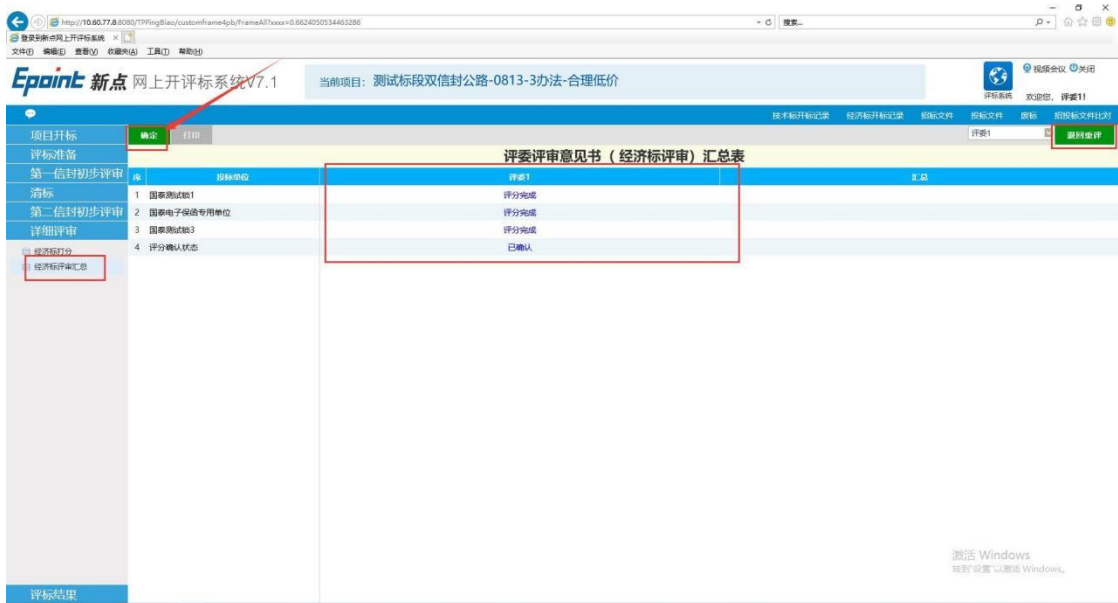 http://10.60.77.8:8080/TPPingBiao/customframe4pb/FrameAll?xxxx=0.6624050534463286
搜索...
登录到新点网上开评标系统
文件(F) 编辑(E) 查看(V) 收藏夹(A) 工具(T) 帮助(H)
Epoint 新点 网上开评标系统V7.1
当前项目：测试标段双信封公路-0813-3办法-合理低价
评标系统
视频会议 关闭
欢迎您，评委1!
技术标开标记录 经济标开标记录 招标文件 投标文件 废标 招投标文件比对
项目开标
确定 打印
评委1
退回重评
评标准备
评委评审意见书（ 经济标评审）汇总表
第一信封初步评审
序 投标单位 评委1 汇总
清标
1 国泰测试锁1 评分完成
第二信封初步评审
2 国泰电子保函专用单位 评分完成
详细评审
3 国泰测试锁3 评分完成
经济标打分
4 评分确认状态 已确认
经济标评审汇总
激活 Windows
转到"设置"以激活 Windows。
评标结果